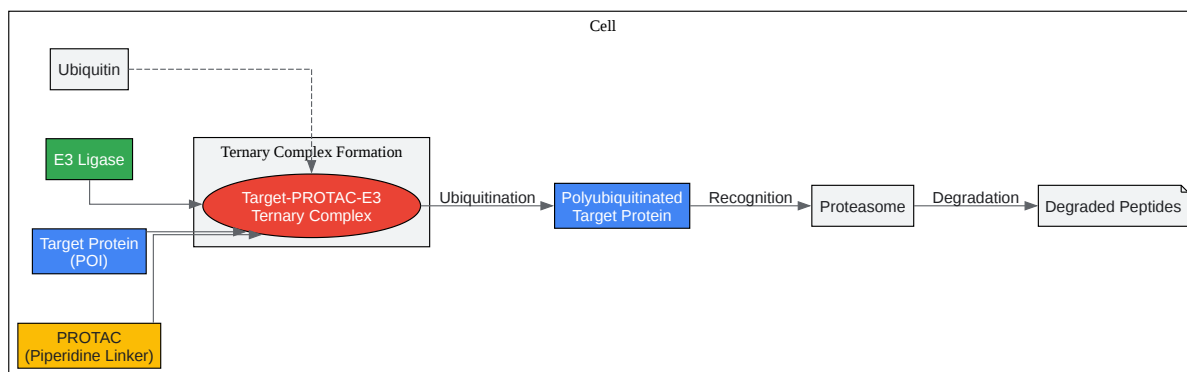 Cell
Ubiquitin
E3 Ligase
Ternary Complex Formation
Target-PROTAC-E3
Ternary Complex
Ubiquitination
Polyubiquitinated
Target Protein
Recognition
Proteasome
Degradation
Degraded Peptides
Target Protein
(POI)
PROTAC
(Piperidine Linker)